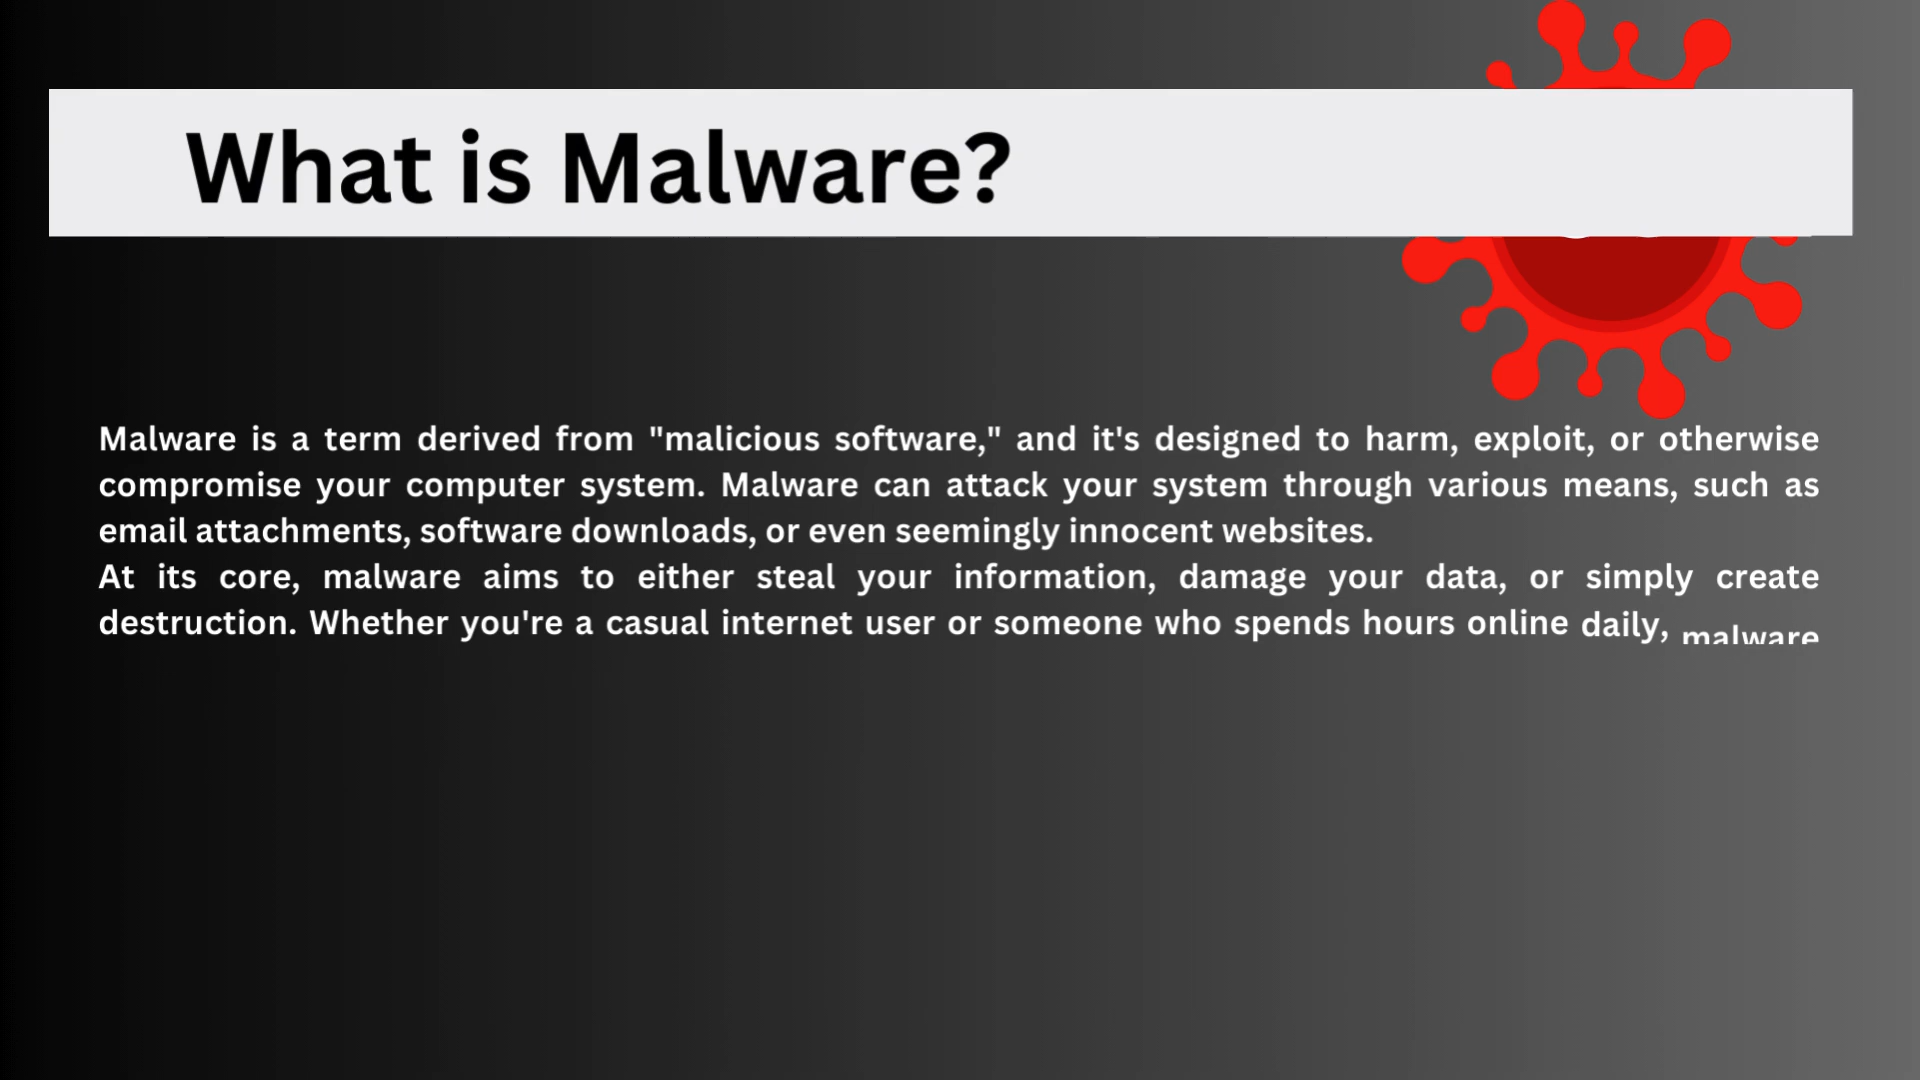 What is Malware?
Malware is a term derived from "malicious software," and it's designed to harm, exploit, or otherwise
compromise your computer system. Malware can attack your system through various means, such as
email attachments, software downloads, or even seemingly innocent websites.
At its core, malware aims to either steal your information, damage your data, or simply create
destruction. Whether you're a casual internet user or someone who spends hours online daily, malware